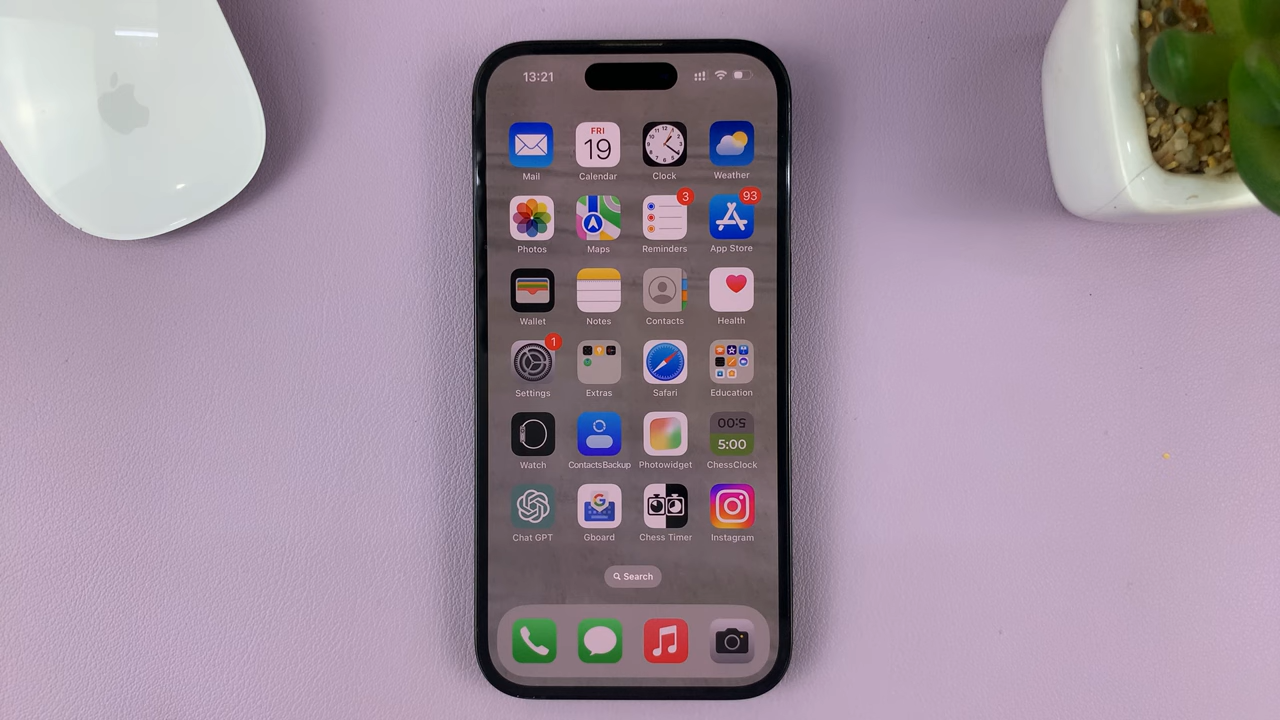 13:21
FRI
19
Mail Calendar Clock Weather
3 93
Photos Maps Reminders App Store
Wallet Notes Contacts Health
1
Settings Extras Safari Education
00:5
5:00
Watch ContactsBackup Photowidget ChessClock
G
Chat GPT Gboard Chess Timer Instagram
Search